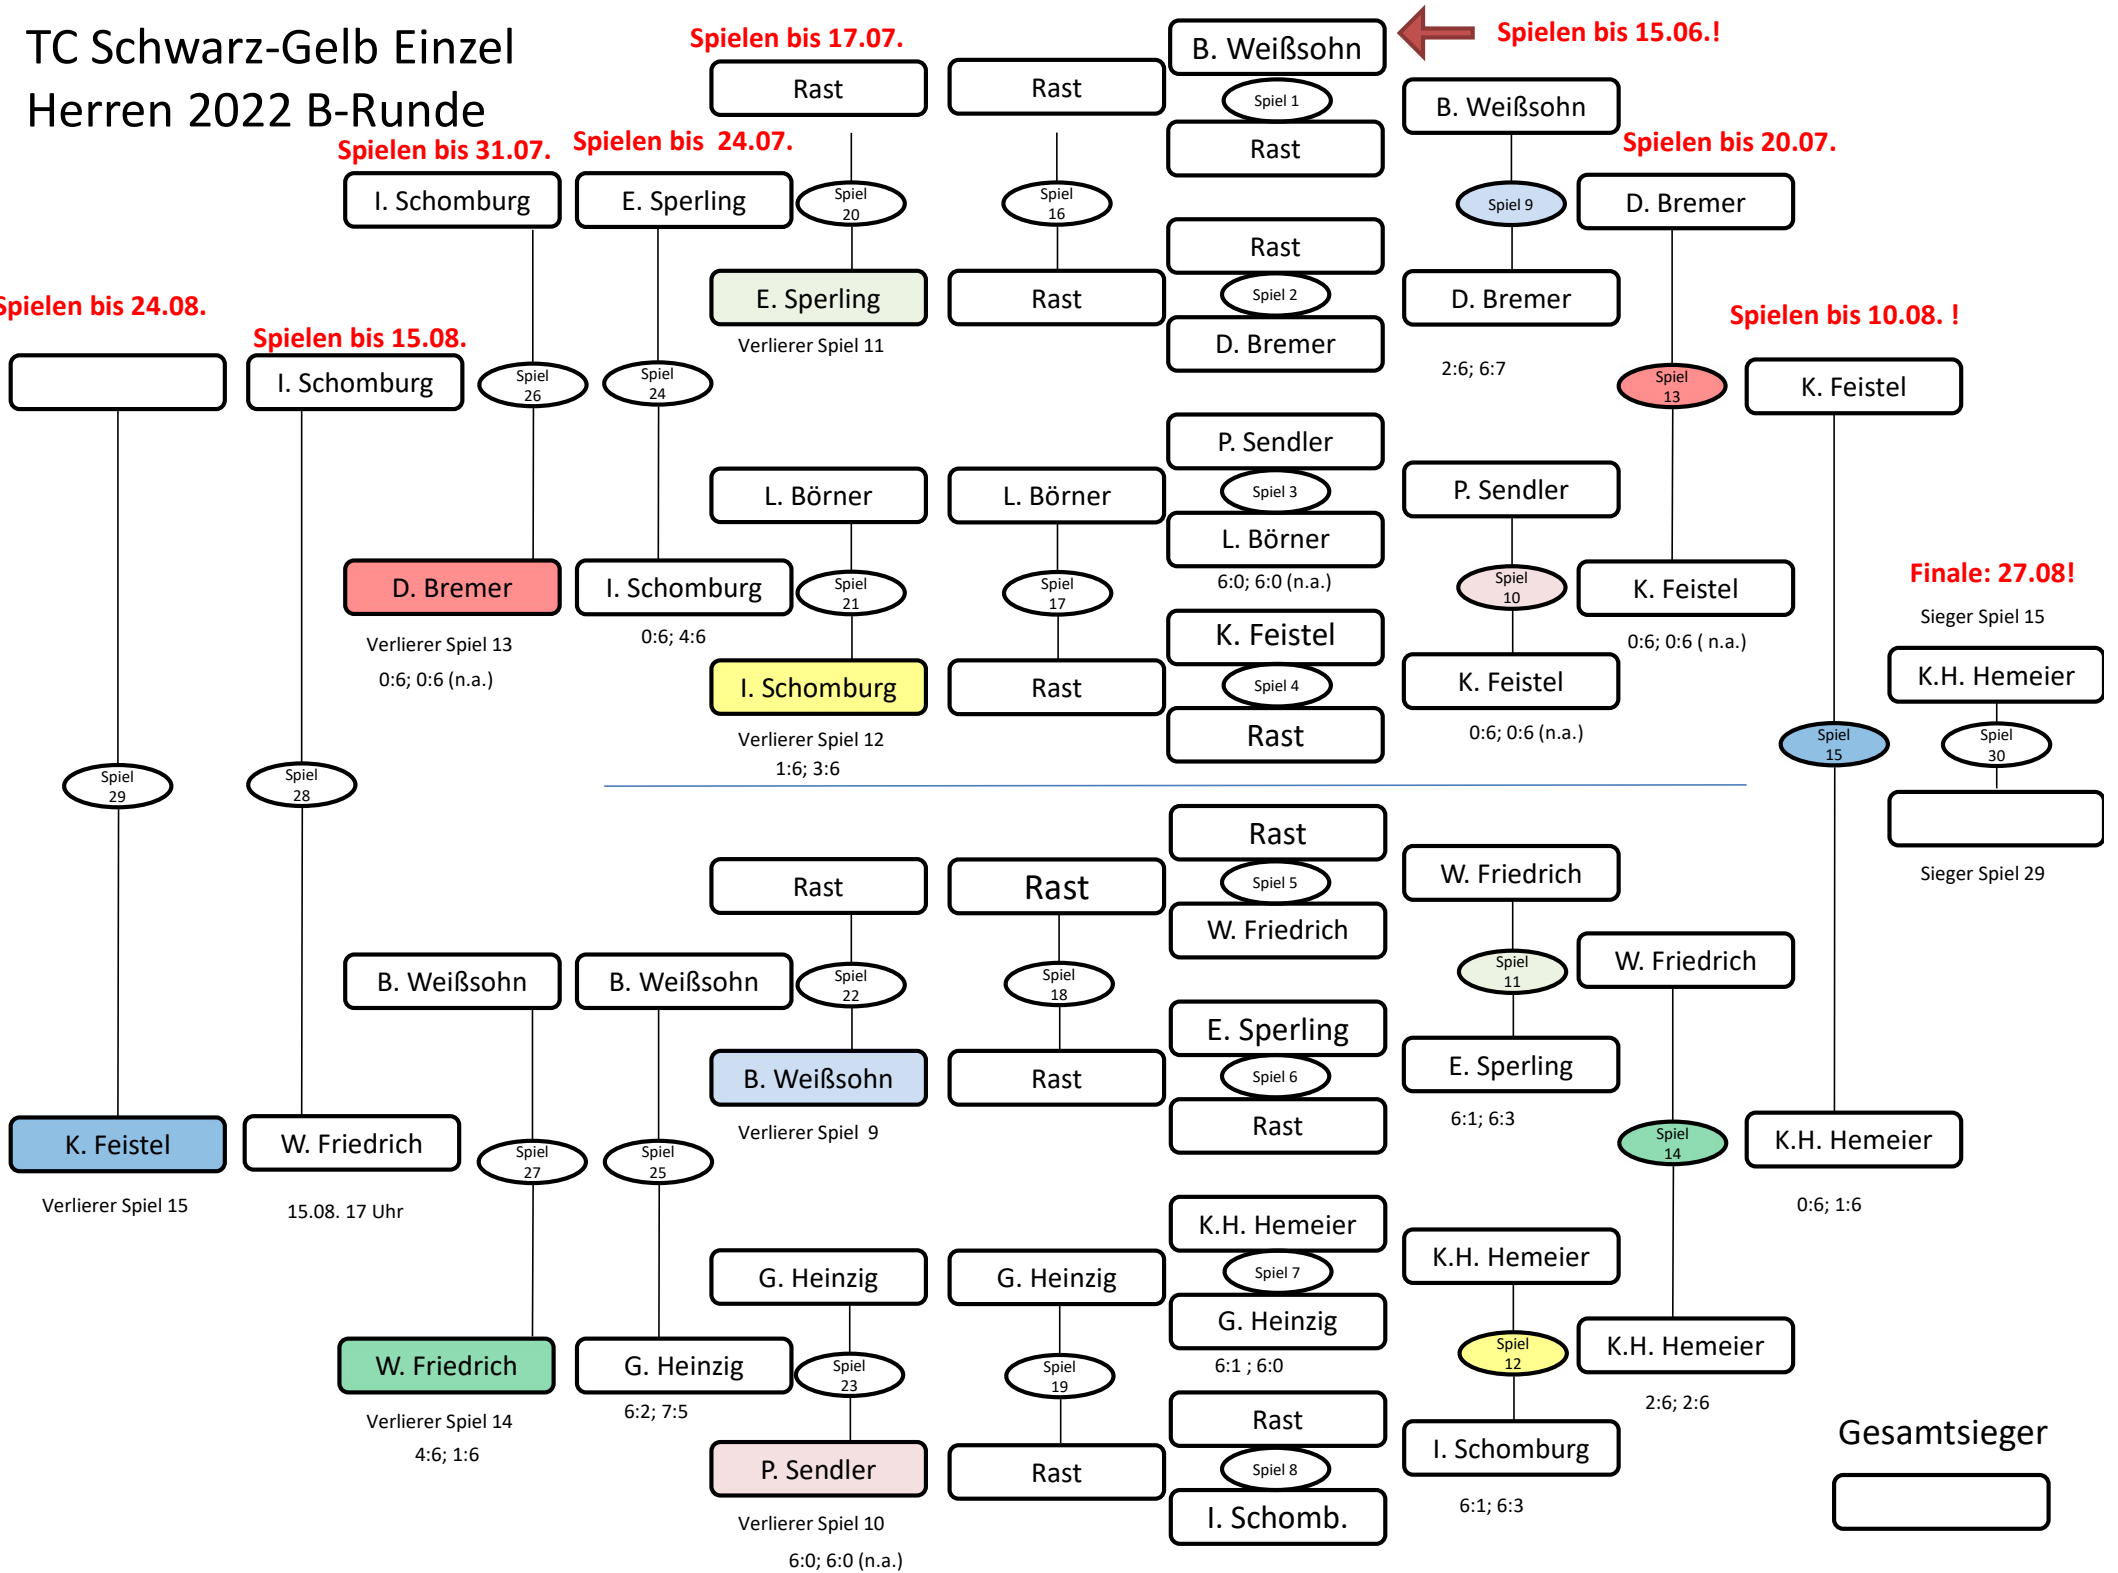 TC Schwarz-Gelb Einzel
Herren 2022 B-Runde
Spielen bis 24.08.
Spiel
29
K. Feistel
Verlierer Spiel 15
Spielen bis 15.08.
I. Schomburg
Spiel
28
W. Friedrich
15.08. 17 Uhr
Spielen bis 31.07.
I. Schomburg
Spiel
26
D. Bremer
Verlierer Spiel 13
0:6; 0:6 (n.a.)
B. Weißsohn
Spiel
27
W. Friedrich
Verlierer Spiel 14
4:6; 1:6
Spielen bis 24.07.
E. Sperling
Spiel
24
I. Schomburg
0:6; 4:6
B. Weißsohn
Spiel
25
G. Heinzig
6:2; 7:5
Spielen bis 17.07.
Rast
Spiel
20
E. Sperling
Verlierer Spiel 11
L. Börner
Spiel
21
I. Schomburg
Verlierer Spiel 12
1:6; 3:6
Rast
Spiel
22
B. Weißsohn
Verlierer Spiel 9
G. Heinzig
Spiel
23
P. Sendler
Verlierer Spiel 10
6:0; 6:0 (n.a.)
Rast
Spiel
16
Rast
L. Börner
Spiel
17
Rast
Rast
Spiel
18
Rast
G. Heinzig
Spiel
19
Rast
B. Weißsohn
Spiel 1
Rast
Rast
Spiel 2
D. Bremer
P. Sendler
Spiel 3
L. Börner
6:0; 6:0 (n.a.)
K. Feistel
Spiel 4
Rast
Rast
Spiel 5
W. Friedrich
E. Sperling
Spiel 6
Rast
K.H. Hemeier
Spiel 7
G. Heinzig
6:1 ; 6:0
Rast
Spiel 8
I. Schomb.
Spielen bis 15.06.!
B. Weißsohn
Spiel 9
D. Bremer
2:6; 6:7
P. Sendler
Spiel
10
K. Feistel
0:6; 0:6 (n.a.)
W. Friedrich
Spiel
11
E. Sperling
6:1; 6:3
K.H. Hemeier
Spiel
12
I. Schomburg
6:1; 6:3
Spielen bis 20.07.
D. Bremer
Spiel
13
K. Feistel
0:6; 0:6 ( n.a.)
W. Friedrich
Spiel
14
K.H. Hemeier
2:6; 2:6
Spielen bis 10.08. !
K. Feistel
Spiel
15
K.H. Hemeier
0:6; 1:6
Finale: 27.08!
Sieger Spiel 15
K.H. Hemeier
Spiel
30
Sieger Spiel 29
Gesamtsieger